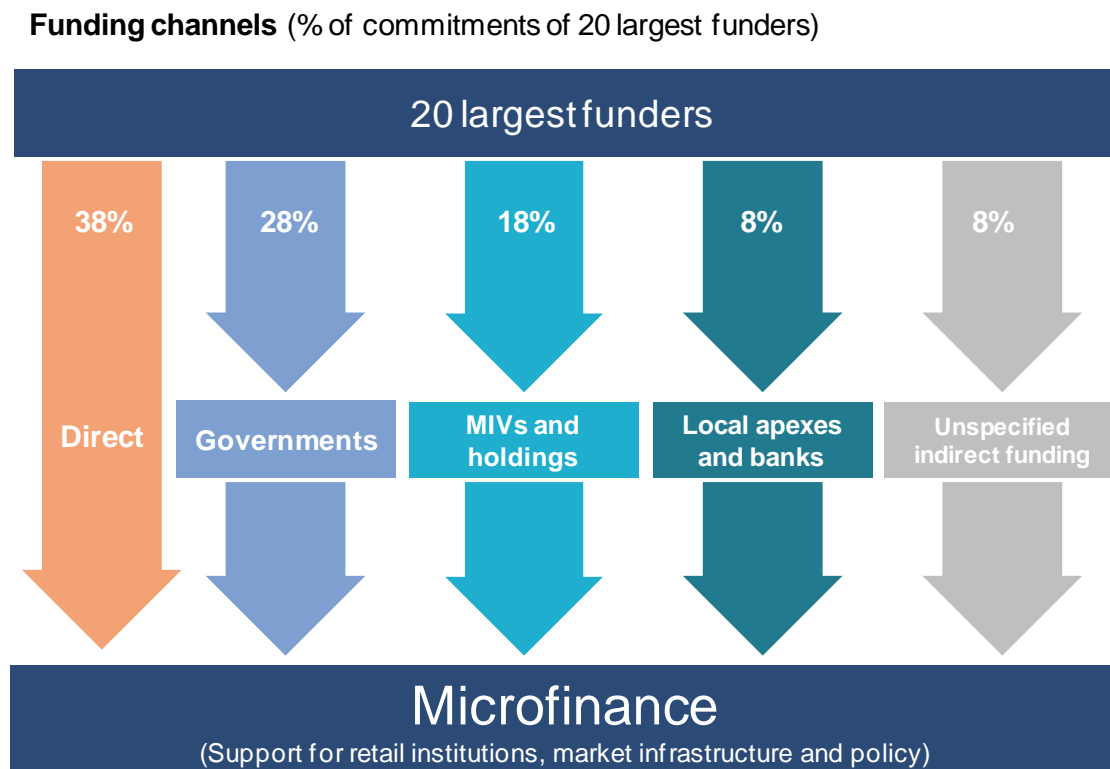 Funding channels (% of commitments of 20 largest funders)
20 largest funders
38%
28%
18%
8%
8%
Direct
Governments
MIVs and
holdings
Local apexes
and banks
Unspecified
indirect funding
Microfinance
(Support for retail institutions, market infrastructure and policy)